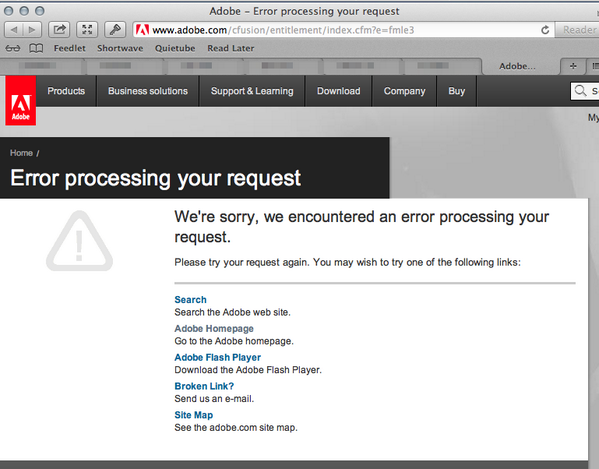 Adobe – Error processing your request
www.adobe.com/cfusion/entitlement/index.cfm?e=fmle3
Reader
Feedlet Shortwave Quietube Read Later
Adobe...
Adobe
Products Business solutions Support & Learning Download Company Buy
S
My
Home /
Error processing your request
We're sorry, we encountered an error processing your
request.
Please try your request again. You may wish to try one of the following links:
Search
Search the Adobe web site.
Adobe Homepage
Go to the Adobe homepage.
Adobe Flash Player
Download the Adobe Flash Player.
Broken Link?
Send us an e-mail.
Site Map
See the adobe.com site map.